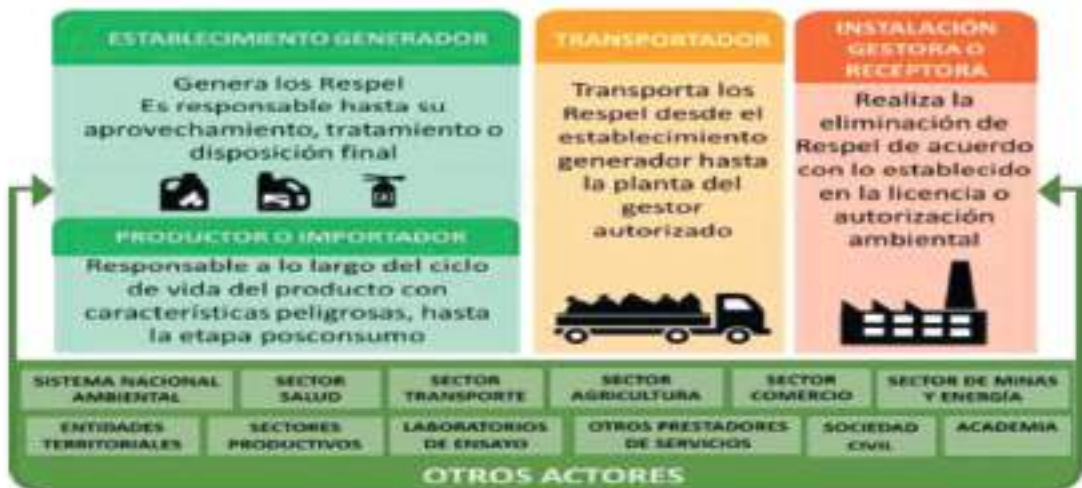 ESTABLECIMIENTO GENERADOR
Genera los Respel
Es responsable hasta su
aprovechamiento, tratamiento o
disposición final
PRODUCTOR O IMPORTADOR
Responsable a lo largo del ciclo
de vida del producto con
características peligrosas, hasta
la etapa posconsumo
TRANSPORTADOR
Transporta los
Respel desde el
establecimiento
generador hasta
la planta del
gestor
autorizado
INSTALACIÓN
GESTORA O
RECEPTORA
Realiza la
eliminación de
Respel de acuerdo
con lo establecido
en la licencia o
autorización
ambiental
SISTEMA NACIONAL
AMBIENTAL
SECTOR
SALUD
SECTOR
TRANSPORTE
SECTOR
AGRICULTURA
SECTOR
COMERCIO
SECTOR DE MINAS
Y ENERGÍA
ENTIDADES
TERRITORIALES
SECTORES
PRODUCTIVOS
LABORATORIOS
DE ENSAYO
OTROS PRESTADORES
DE SERVICIOS
SOCIEDAD
CIVIL
ACADEMIA
OTROS ACTORES